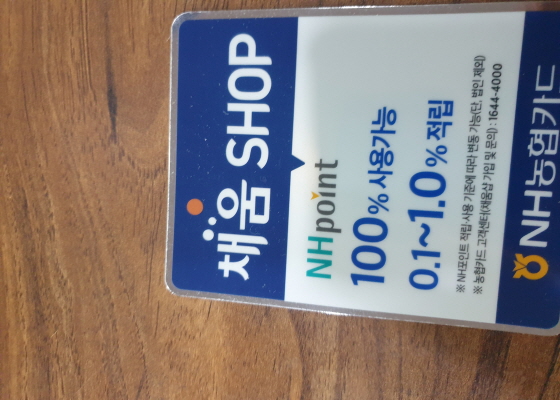 채움 SHOP
NHpoint
100% 사용가능
0.1~1.0% 적립
※ NH포인트 적립·사용 기준에 따라 변동 가능(단, 법인 제외)
※ 농협카드 고객센터(채움샵 가입 및 문의) : 1644-4000
NH농협카드